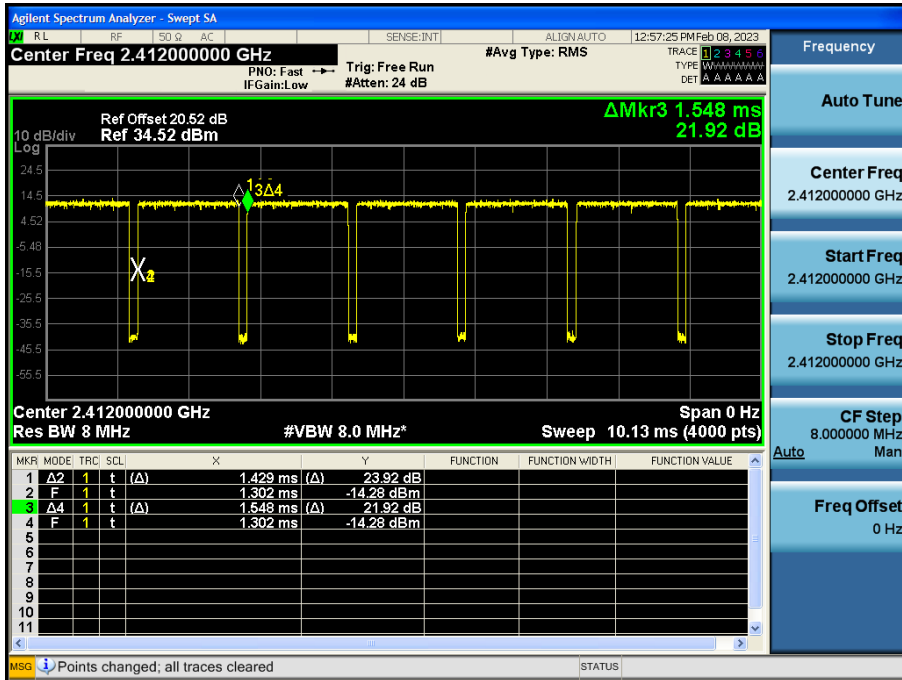 Agilent Spectrum Analyzer - Swept SA
LXI RL RF 50 Ω AC SENSE:INT ALIGN AUTO 12:57:25 PM Feb 08, 2023
Center Freq 2.412000000 GHz #Avg Type: RMS TRACE 1 2 3 4 5 6
PNO: Fast Trig: Free Run TYPE WWWWWW
IFGain:Low #Atten: 24 dB DET A A A A A A
ΔMkr3 1.548 ms
21.92 dB
Ref Offset 20.52 dB
10 dB/div Ref 34.52 dBm
Log
24.5
14.5
4.52
-5.48
-15.5
-25.5
-35.5
-45.5
-55.5
1 3Δ4
Center 2.412000000 GHz Span 0 Hz
Res BW 8 MHz #VBW 8.0 MHz* Sweep 10.13 ms (4000 pts)
MKR MODE TRC SCL X Y FUNCTION FUNCTION WIDTH FUNCTION VALUE
1 Δ2 1 t (Δ) 1.429 ms (Δ) 23.92 dB
2 F 1 t 1.302 ms -14.28 dBm
3 Δ4 1 t (Δ) 1.548 ms (Δ) 21.92 dB
4 F 1 t 1.302 ms -14.28 dBm
5
6
7
8
9
10
11
MSG Points changed; all traces cleared STATUS
Frequency
Auto Tune
Center Freq
2.412000000 GHz
Start Freq
2.412000000 GHz
Stop Freq
2.412000000 GHz
CF Step
8.000000 MHz
Auto Man
Freq Offset
0 Hz